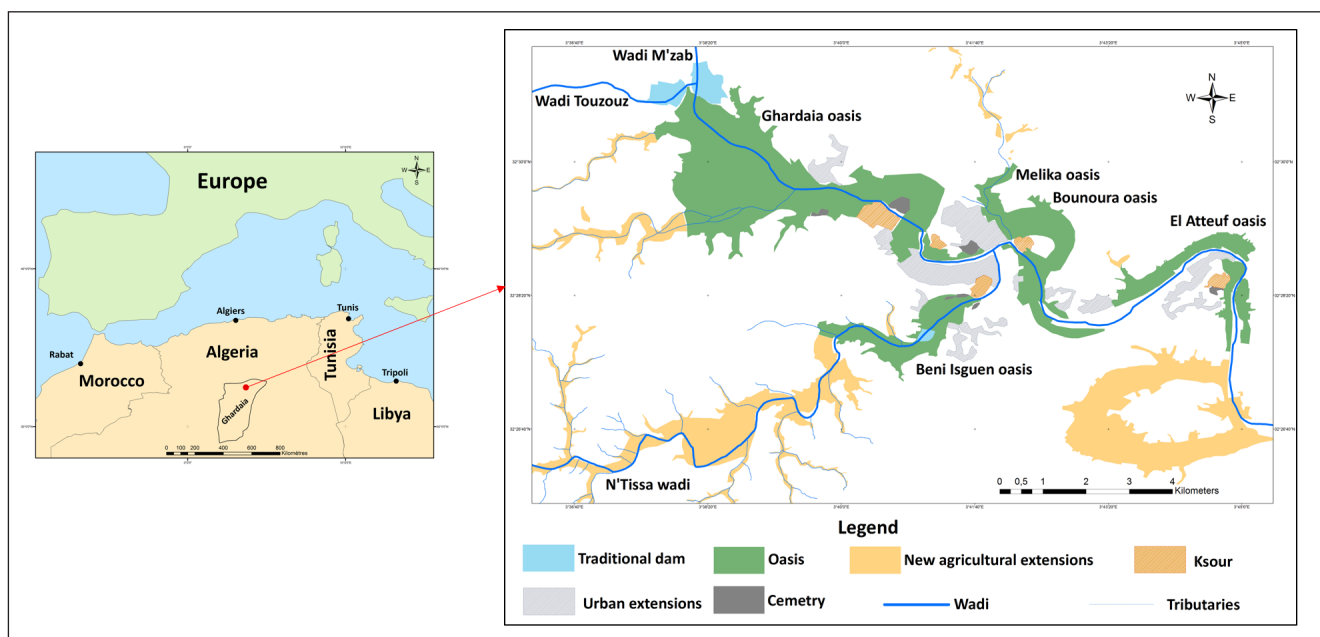 Europe
N
W E
S
Algiers
Tunis
Rabat
Algeria
Tunisia
Morocco
Tripoli
Ghardaia
Libya
0 100 200 400 600 800
Kilomètres
Wadi M'zab
Wadi Touzouz
Ghardaia oasis
N
W E
S
Melika oasis
Bounoura oasis
El Atteuf oasis
Beni Isguen oasis
N'Tissa wadi
0 0,5 1 2 3 4
Kilometers
Legend
Traditional dam
Oasis
New agricultural extensions
Ksour
Urban extensions
Cemetry
Wadi
Tributaries